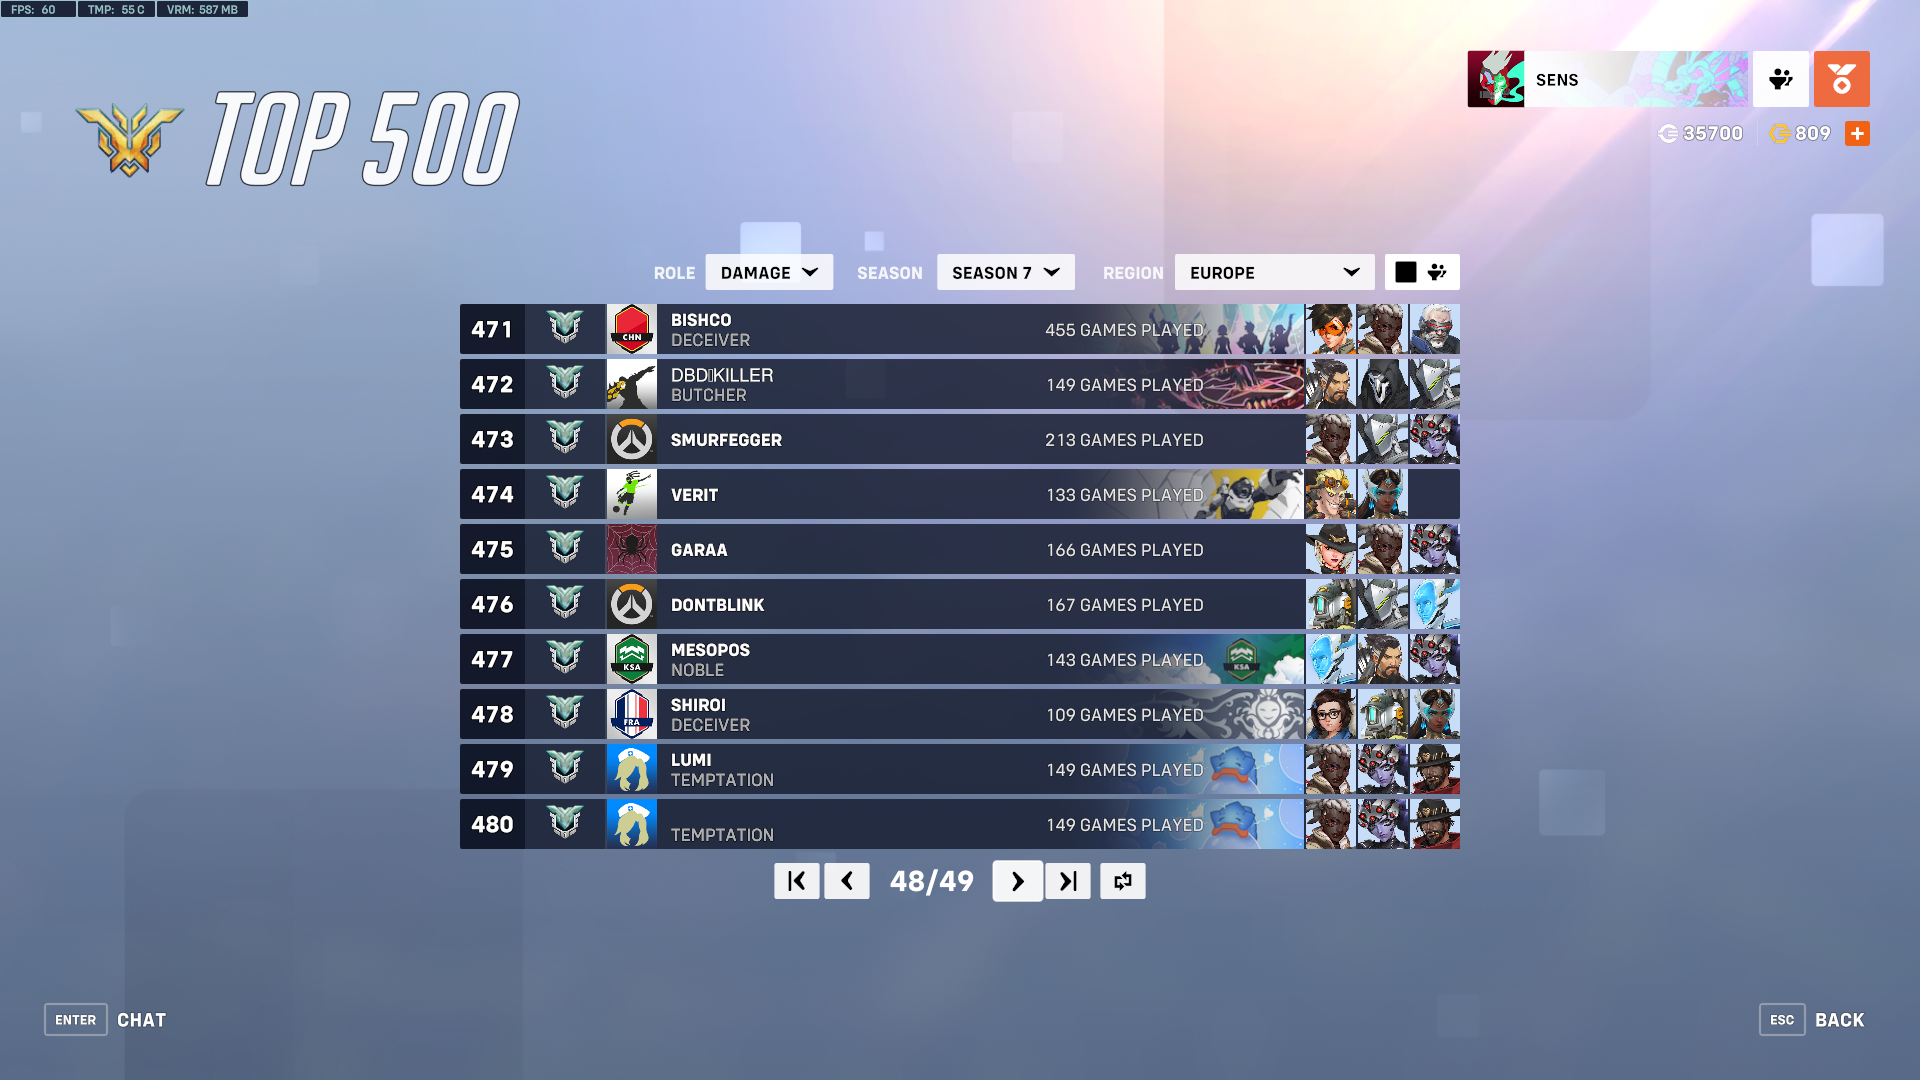 FPS: 60 TMP: 55 C VRM: 587 MB
TOP 500
SENS
35700 809
ROLE DAMAGE SEASON SEASON 7 REGION EUROPE
471 CHN BISHCO DECEIVER 455 GAMES PLAYED
472 DBD▯KILLER BUTCHER 149 GAMES PLAYED
473 SMURFEGGER 213 GAMES PLAYED
474 VERIT 133 GAMES PLAYED
475 GARAA 166 GAMES PLAYED
476 DONTBLINK 167 GAMES PLAYED
477 KSA MESOPOS NOBLE 143 GAMES PLAYED KSA
478 FRA SHIROI DECEIVER 109 GAMES PLAYED
479 LUMI TEMPTATION 149 GAMES PLAYED
480 TEMPTATION 149 GAMES PLAYED
48/49
ENTER CHAT
ESC BACK